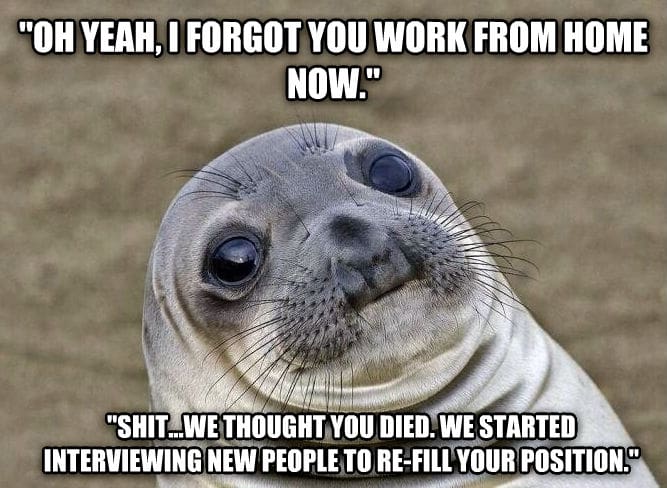 "OH YEAH, I FORGOT YOU WORK FROM HOME
NOW."
"SHIT...WE THOUGHT YOU DIED. WE STARTED
INTERVIEWING NEW PEOPLE TO RE-FILL YOUR POSITION."